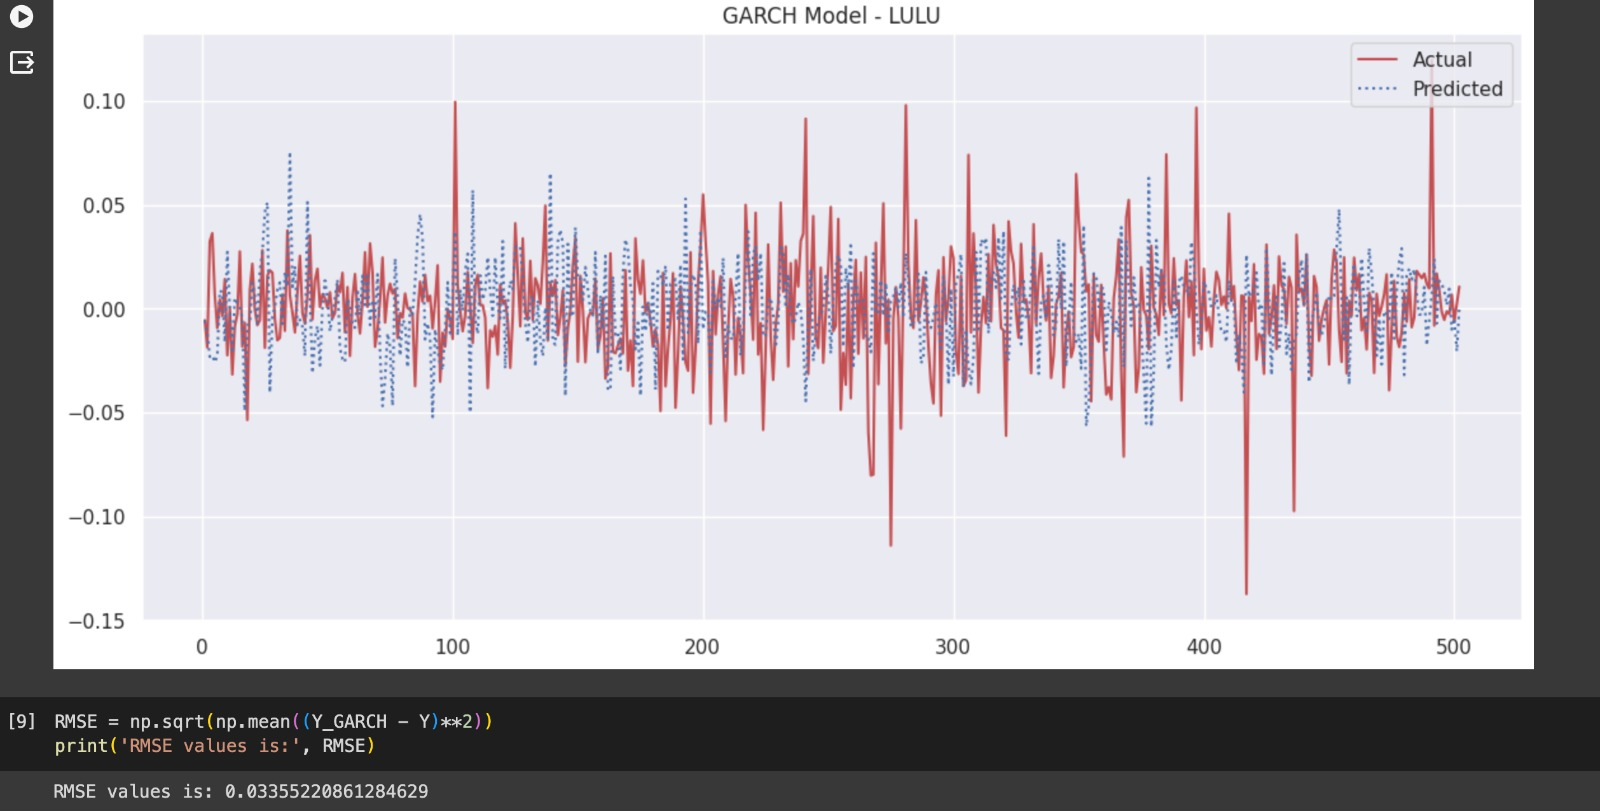 GARCH Model - LULU
Actual
Predicted
0.10
0.05
0.00
−0.05
−0.10
−0.15
0
100
200
300
400
500
[9] RMSE = np.sqrt(np.mean((Y_GARCH - Y)**2))
print('RMSE values is:', RMSE)
RMSE values is: 0.03355220861284629